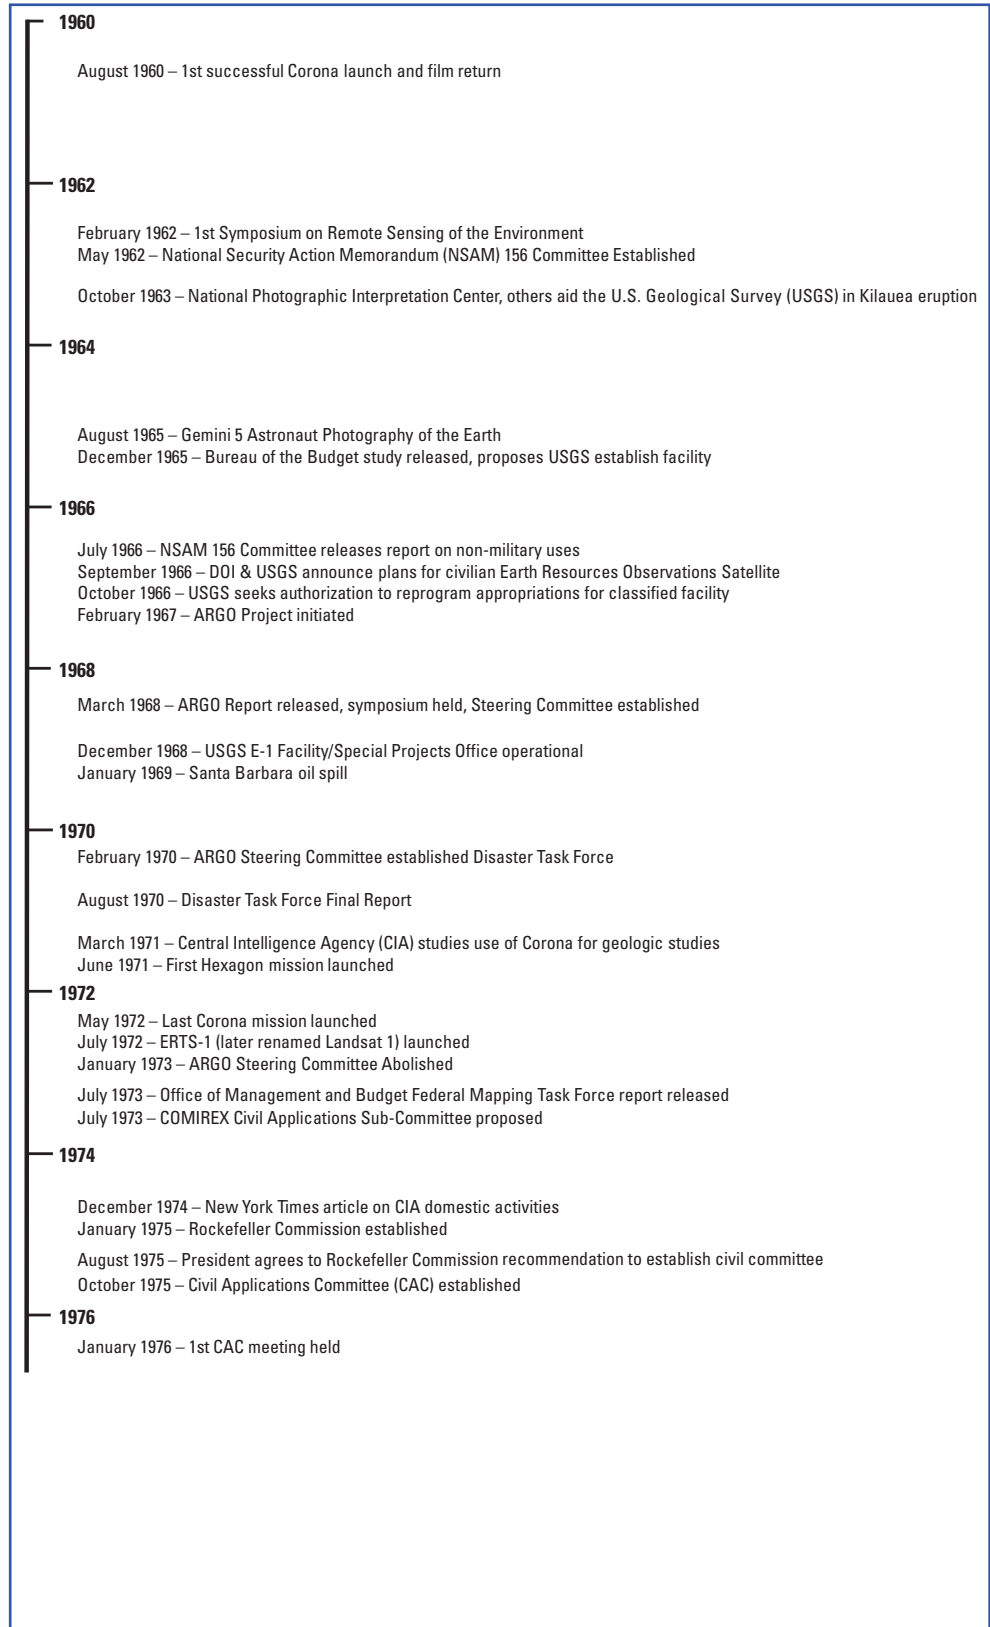 1960
August 1960 – 1st successful Corona launch and film return
1962
February 1962 – 1st Symposium on Remote Sensing of the Environment
May 1962 – National Security Action Memorandum (NSAM) 156 Committee Established
October 1963 – National Photographic Interpretation Center, others aid the U.S. Geological Survey (USGS) in Kilauea eruption
1964
August 1965 – Gemini 5 Astronaut Photography of the Earth
December 1965 – Bureau of the Budget study released, proposes USGS establish facility
1966
July 1966 – NSAM 156 Committee releases report on non-military uses
September 1966 – DOI & USGS announce plans for civilian Earth Resources Observations Satellite
October 1966 – USGS seeks authorization to reprogram appropriations for classified facility
February 1967 – ARGO Project initiated
1968
March 1968 – ARGO Report released, symposium held, Steering Committee established
December 1968 – USGS E-1 Facility/Special Projects Office operational
January 1969 – Santa Barbara oil spill
1970
February 1970 – ARGO Steering Committee established Disaster Task Force
August 1970 – Disaster Task Force Final Report
March 1971 – Central Intelligence Agency (CIA) studies use of Corona for geologic studies
June 1971 – First Hexagon mission launched
1972
May 1972 – Last Corona mission launched
July 1972 – ERTS-1 (later renamed Landsat 1) launched
January 1973 – ARGO Steering Committee Abolished
July 1973 – Office of Management and Budget Federal Mapping Task Force report released
July 1973 – COMIREX Civil Applications Sub-Committee proposed
1974
December 1974 – New York Times article on CIA domestic activities
January 1975 – Rockefeller Commission established
August 1975 – President agrees to Rockefeller Commission recommendation to establish civil committee
October 1975 – Civil Applications Committee (CAC) established
1976
January 1976 – 1st CAC meeting held